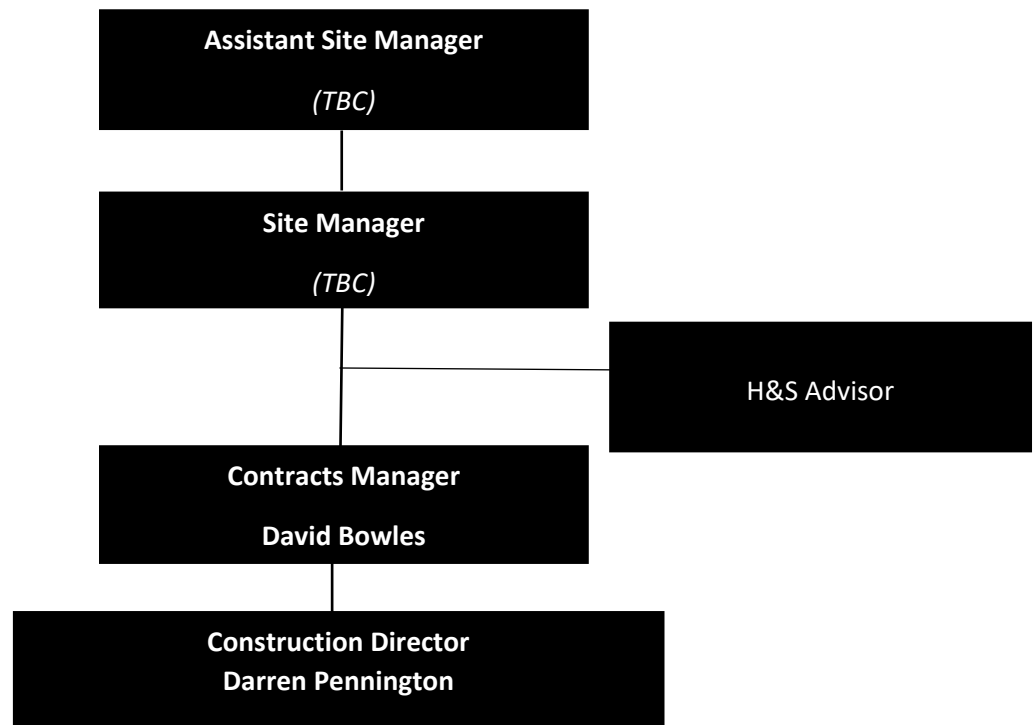 Assistant Site Manager
(TBC)
Site Manager
(TBC)
H&S Advisor
Contracts Manager
David Bowles
Construction Director
Darren Pennington